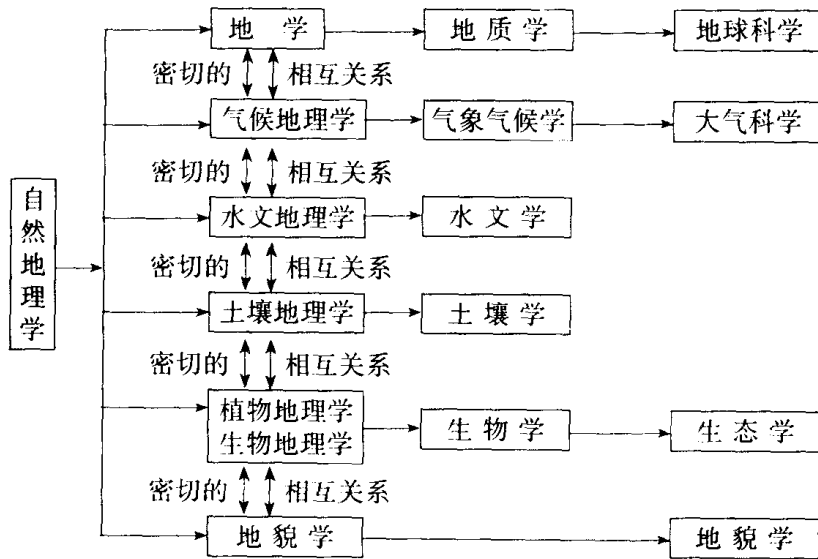 地 学 地 质 学 地球科学
密切的 相互关系
气候地理学 气象气候学 大气科学
密切的 相互关系
水文地理学 水 文 学
密切的 相互关系
自然地理学
土壤地理学 土 壤 学
密切的 相互关系
植物地理学
生物地理学 生 物 学 生 态 学
密切的 相互关系
地 貌 学 地 貌 学